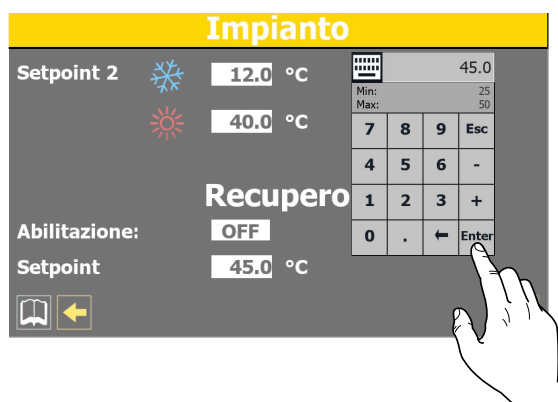 Impianto
Setpoint 2 12.0 °C
40.0 °C
45.0
Min: 25
Max: 50
7 8 9 Esc
4 5 6 -
1 2 3 +
0 . ← Enter
Recupero
Abilitazione: OFF
Setpoint 45.0 °C